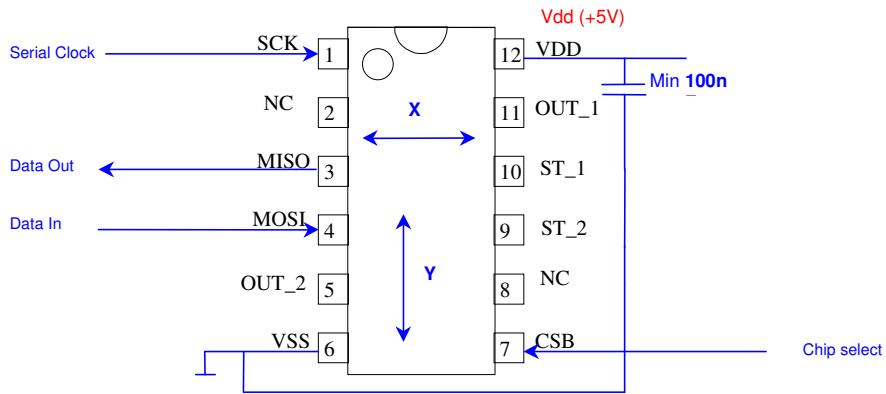 Vdd (+5V)
Serial Clock SCK 1 12 VDD
Min 100n
NC 2 X 11 OUT_1
Data Out MISO 3 10 ST_1
Data In MOSI 4 9 ST_2
OUT_2 5 Y 8 NC
VSS 6 7 CSB Chip select